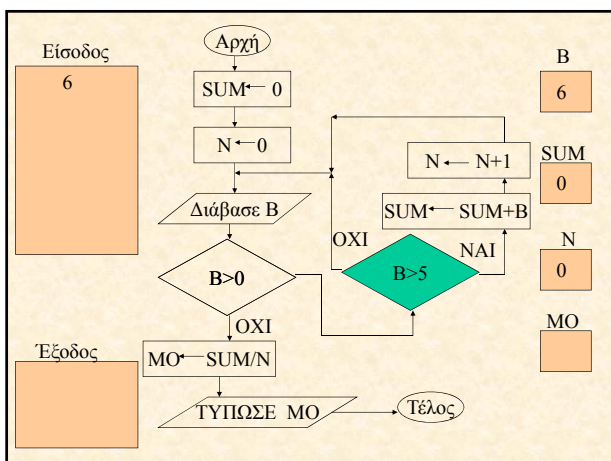 Είσοδος
6
Αρχή
SUM ← 0
N ← 0
Διάβασε B
B>0
ΟΧΙ
MO ← SUM/N
ΤΥΠΩΣΕ MO
Τέλος
B>5
ΟΧΙ
ΝΑΙ
SUM ← SUM+B
N ← N+1
B
6
SUM
0
N
0
MO
Έξοδος